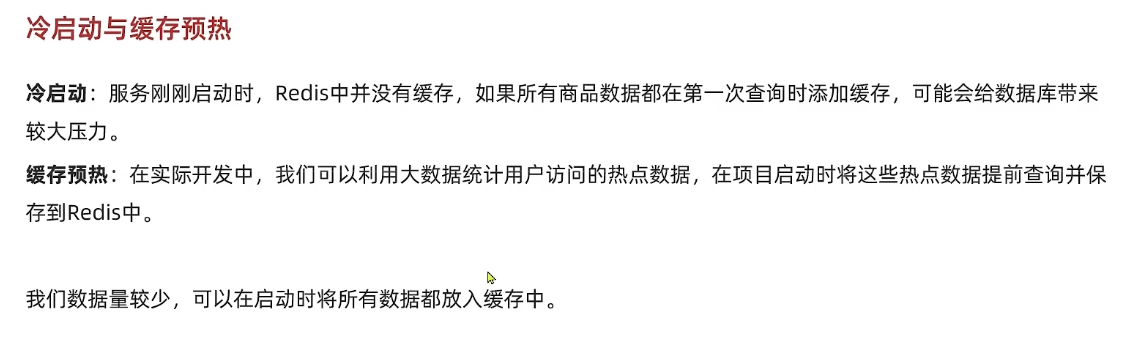 冷启动与缓存预热
冷启动：服务刚刚启动时，Redis中并没有缓存，如果所有商品数据都在第一次查询时添加缓存，可能会给数据库带来
较大压力。
缓存预热：在实际开发中，我们可以利用大数据统计用户访问的热点数据，在项目启动时将这些热点数据提前查询并保
存到Redis中。
我们数据量较少，可以在启动时将所有数据都放入缓存中。